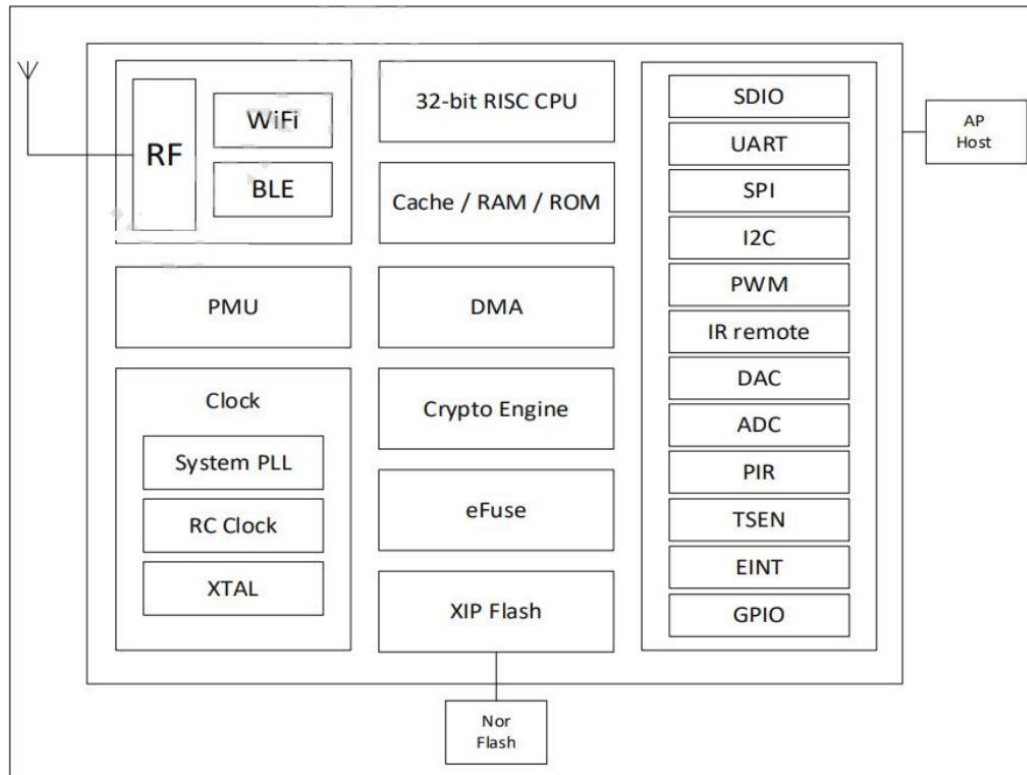 RF
WiFi
BLE
PMU
Clock
System PLL
RC Clock
XTAL
32-bit RISC CPU
Cache / RAM / ROM
DMA
Crypto Engine
eFuse
XIP Flash
SDIO
UART
SPI
I2C
PWM
IR remote
DAC
ADC
PIR
TSEN
EINT
GPIO
AP
Host
Nor
Flash